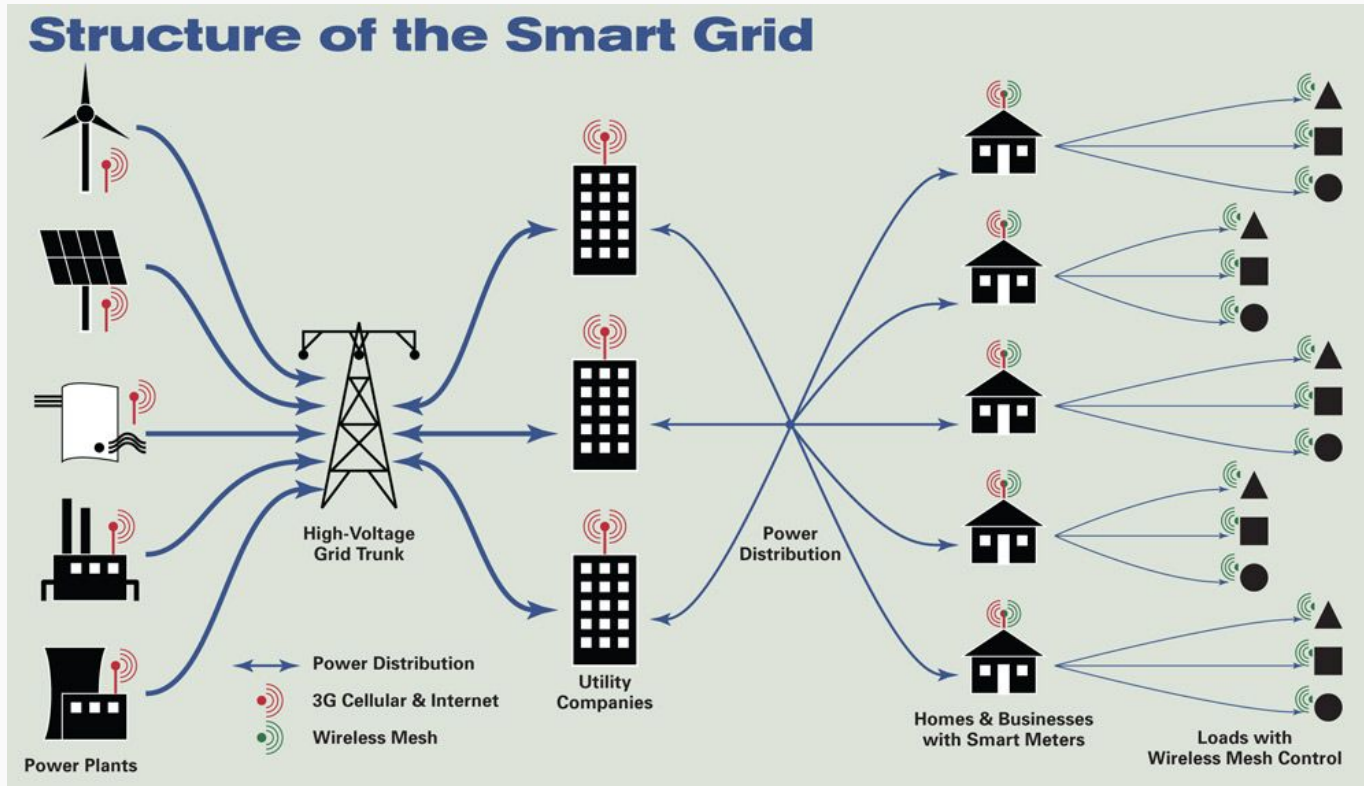 Structure of the Smart Grid
High-Voltage
Grid Trunk
Power
Distribution
Power Distribution
3G Cellular & Internet
Wireless Mesh
Utility
Companies
Homes & Businesses
with Smart Meters
Loads with
Wireless Mesh Control
Power Plants